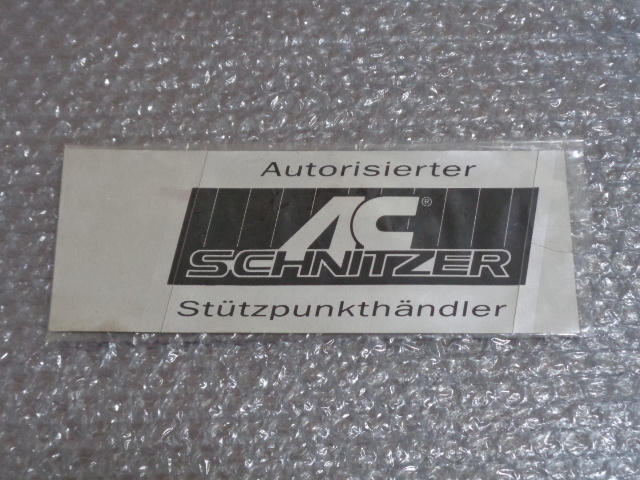 Autorisierter
AC®
SCHNITZER
Stützpunkthändler